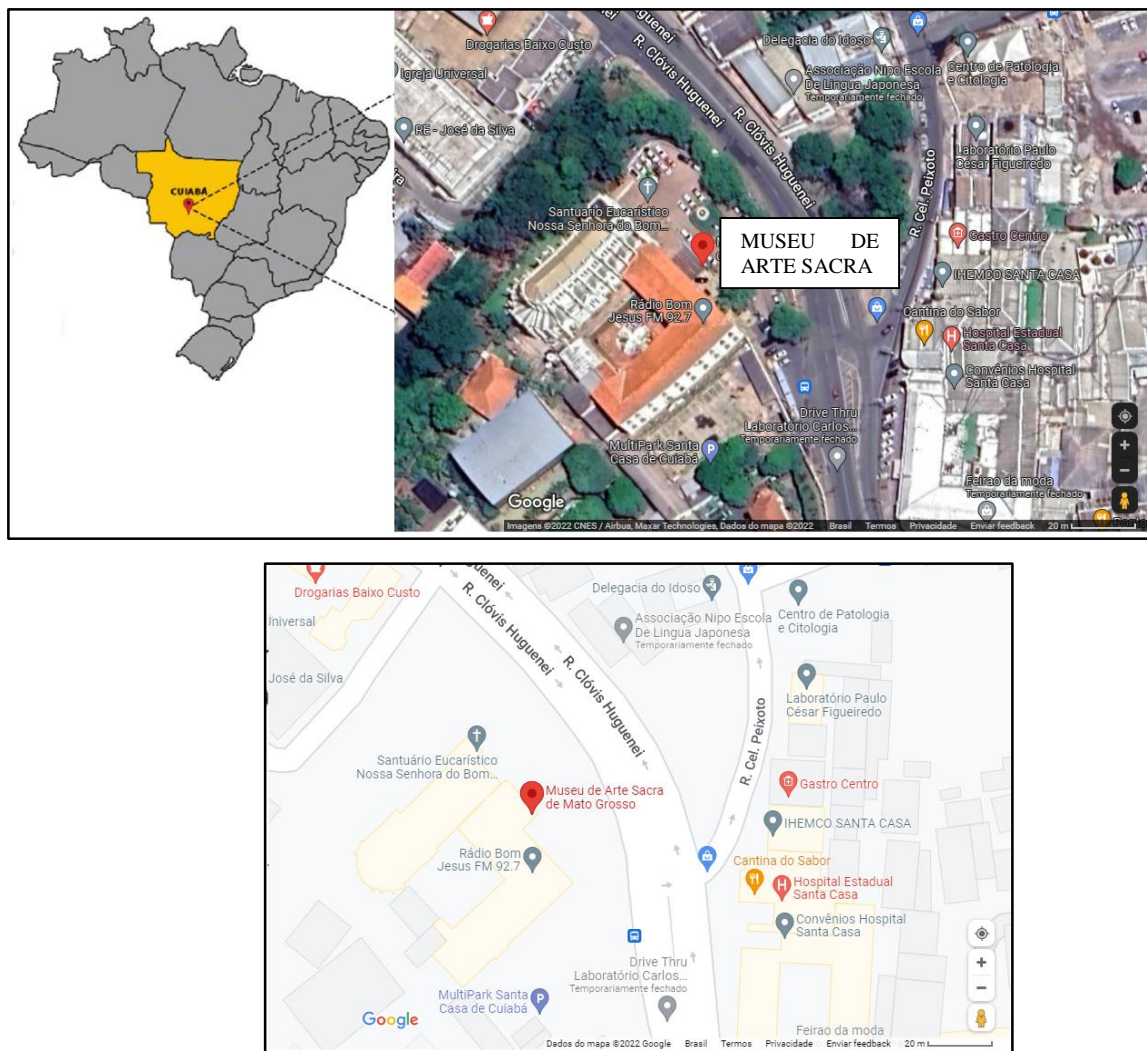 CUIABÁ
Drogarias Baixo Custo
Igreja Universal
RE - José da Silva
Huguenei
R. Clóvis Huguenei
R. Clóvis Huguenei
Delegacia do Idoso
Associação Nipo Escola
De Lingua Japonesa
Temporariamente fechado
Centro de Patologia
e Citologia
Laboratório Paulo
César Figueiredo
R. Cel. Peixoto
Santuário Eucarístico
Nossa Senhora do Bom...
MUSEU DE
ARTE SACRA
Gastro Centro
IHEMCO SANTA CASA
Rádio Bom
Jesus FM 92.7
Cantina do Sabor
Hospital Estadual
Santa Casa
Convênios Hospital
Santa Casa
Drive Thru
Laboratório Carlos...
Temporariamente fechado
MultiPark Santa
Casa de Cuiabá
Feirao da moda
Temporariamente fechado
Google
Imagens ©2022 CNES / Airbus, Maxar Technologies, Dados do mapa ©2022 Brasil Termos Privacidade Enviar feedback 20 m
Drogarias Baixo Custo
Universal
José da Silva
Huguenei
R. Clóvis Huguenei
R. Clóvis Huguenei
Delegacia do Idoso
Associação Nipo Escola
De Lingua Japonesa
Temporariamente fechado
Centro de Patologia
e Citologia
Laboratório Paulo
César Figueiredo
R. Cel. Peixoto
Santuário Eucarístico
Nossa Senhora do Bom...
Museu de Arte Sacra
de Mato Grosso
Gastro Centro
IHEMCO SANTA CASA
Rádio Bom
Jesus FM 92.7
Cantina do Sabor
Hospital Estadual
Santa Casa
Convênios Hospital
Santa Casa
Drive Thru
Laboratório Carlos...
Temporariamente fechado
MultiPark Santa
Casa de Cuiabá
Feirao da moda
Google
Dados do mapa ©2022 Google Brasil Termos Privacidade Enviar feedback 20 m